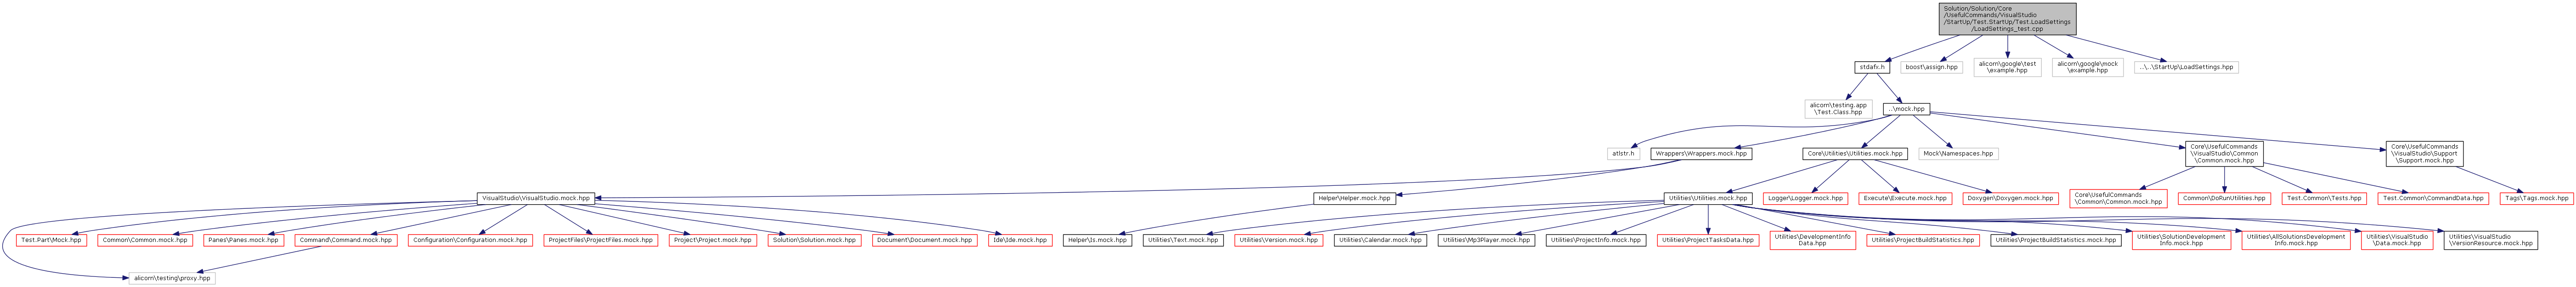 Solution/Solution/Core
/UsefulCommands/VisualStudio
/StartUp/Test.StartUp/Test.LoadSettings
/LoadSettings_test.cpp
stdafx.h
boost\assign.hpp
alicorn\google\test
\example.hpp
alicorn\google\mock
\example.hpp
..\..\StartUp\LoadSettings.hpp
alicorn\testing.app
\Test.Class.hpp
..\mock.hpp
atlstr.h
Wrappers\Wrappers.mock.hpp
Core\Utilities\Utilities.mock.hpp
Mock\Namespaces.hpp
Core\UsefulCommands
\VisualStudio\Common
\Common.mock.hpp
Core\UsefulCommands
\VisualStudio\Support
\Support.mock.hpp
VisualStudio\VisualStudio.mock.hpp
Helper\Helper.mock.hpp
Utilities\Utilities.mock.hpp
Logger\Logger.mock.hpp
Execute\Execute.mock.hpp
Doxygen\Doxygen.mock.hpp
Core\UsefulCommands
\Common\Common.mock.hpp
Common\DoRunUtilities.hpp
Test.Common\Tests.hpp
Test.Common\CommandData.hpp
Tags\Tags.mock.hpp
Test.Part\Mock.hpp
Common\Common.mock.hpp
Panes\Panes.mock.hpp
Command\Command.mock.hpp
Configuration\Configuration.mock.hpp
ProjectFiles\ProjectFiles.mock.hpp
Project\Project.mock.hpp
Solution\Solution.mock.hpp
Document\Document.mock.hpp
Ide\Ide.mock.hpp
Helper\Is.mock.hpp
Utilities\Text.mock.hpp
Utilities\Version.mock.hpp
Utilities\Calendar.mock.hpp
Utilities\Mp3Player.mock.hpp
Utilities\ProjectInfo.mock.hpp
Utilities\ProjectTasksData.hpp
Utilities\DevelopmentInfo
Data.hpp
Utilities\ProjectBuildStatistics.hpp
Utilities\ProjectBuildStatistics.mock.hpp
Utilities\SolutionDevelopment
Info.mock.hpp
Utilities\AllSolutionsDevelopment
Info.mock.hpp
Utilities\VisualStudio
\Data.mock.hpp
Utilities\VisualStudio
\VersionResource.mock.hpp
alicorn\testing\proxy.hpp